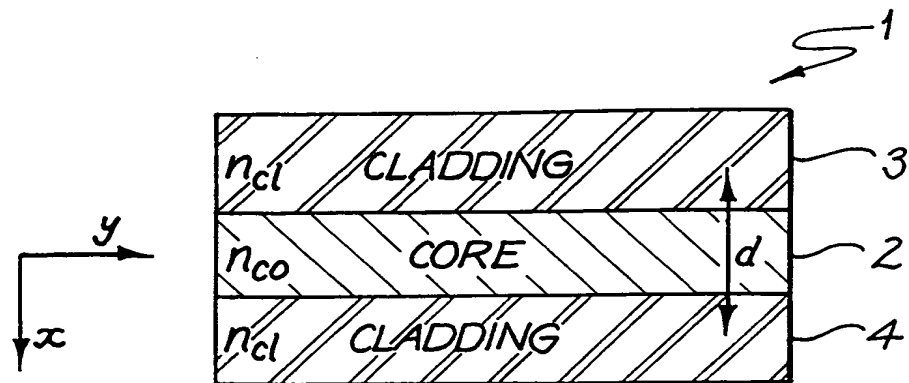 1
n_cl CLADDING 3
y n_co CORE d 2
x n_cl CLADDING 4